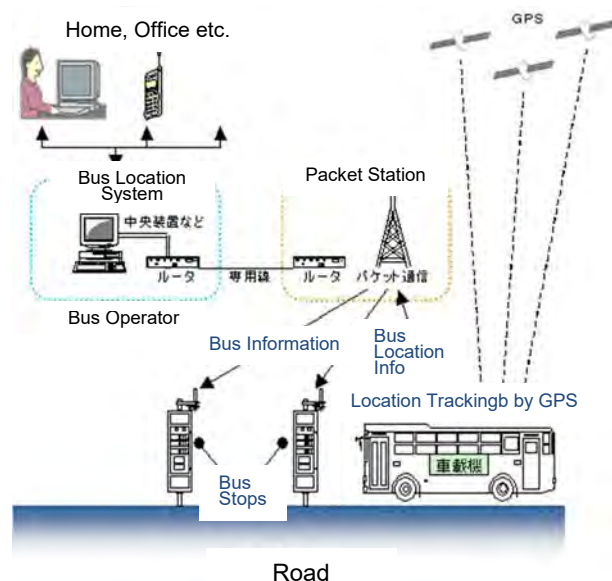 GPS
Home, Office etc.
Bus Location
System
Packet Station
中央装置など
ルータ
専用線
ルータ
パケット通信
Bus Operator
Bus Information
Bus
Location
Info
Location Trackingb by GPS
車載機
Bus
Stops
Road